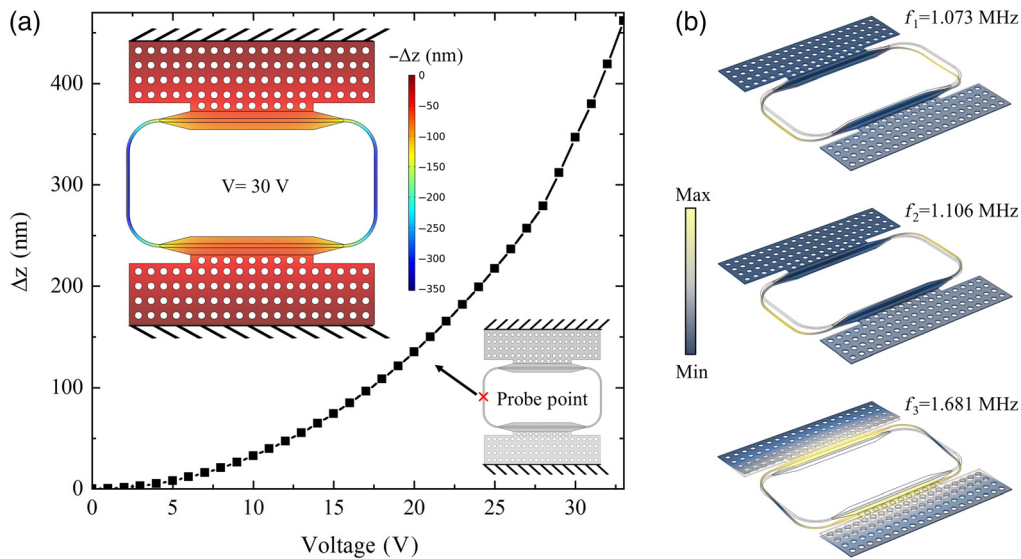 (a)
Δz (nm)
400
300
200
100
0
0
5
10
15
20
25
30
Voltage (V)
−Δz (nm)
0
−50
−100
−150
−200
−250
−300
−350
V= 30 V
Probe point
(b)
f1=1.073 MHz
f2=1.106 MHz
Max
Min
f3=1.681 MHz